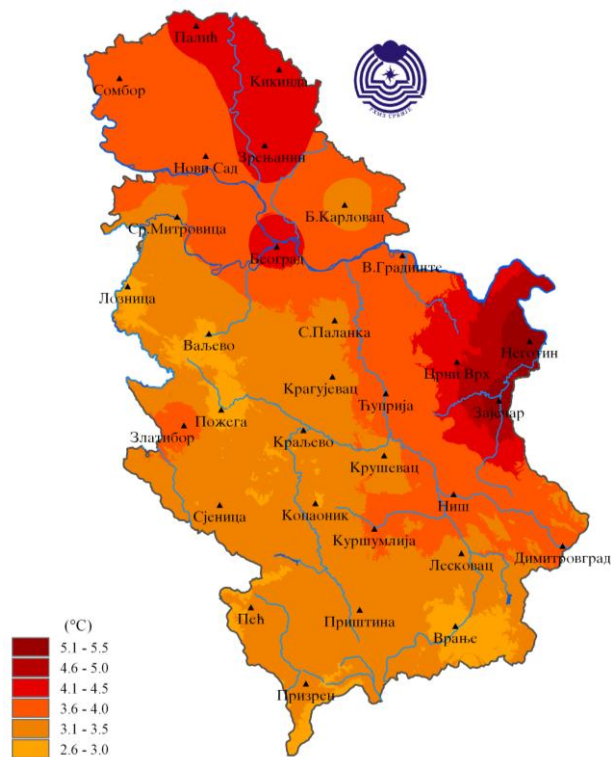 Палић
Кикинда
Сомбор
РХМЗ СРБИЈЕ
Зрењанин
Нови Сад
Б.Карловац
Ср.Митровица
Београд
В.Градиште
Лозница
С.Паланка
Ваљево
Неготин
Црни Врх
Крагујевац
Ћуприја
Зајечар
Пожега
Златибор
Краљево
Крушевац
Ниш
Сјеница
Копаоник
Куршумлија
Димитровград
Лесковац
Пећ
Приштина
Врање
Призрен
(°C)
5.1 - 5.5
4.6 - 5.0
4.1 - 4.5
3.6 - 4.0
3.1 - 3.5
2.6 - 3.0